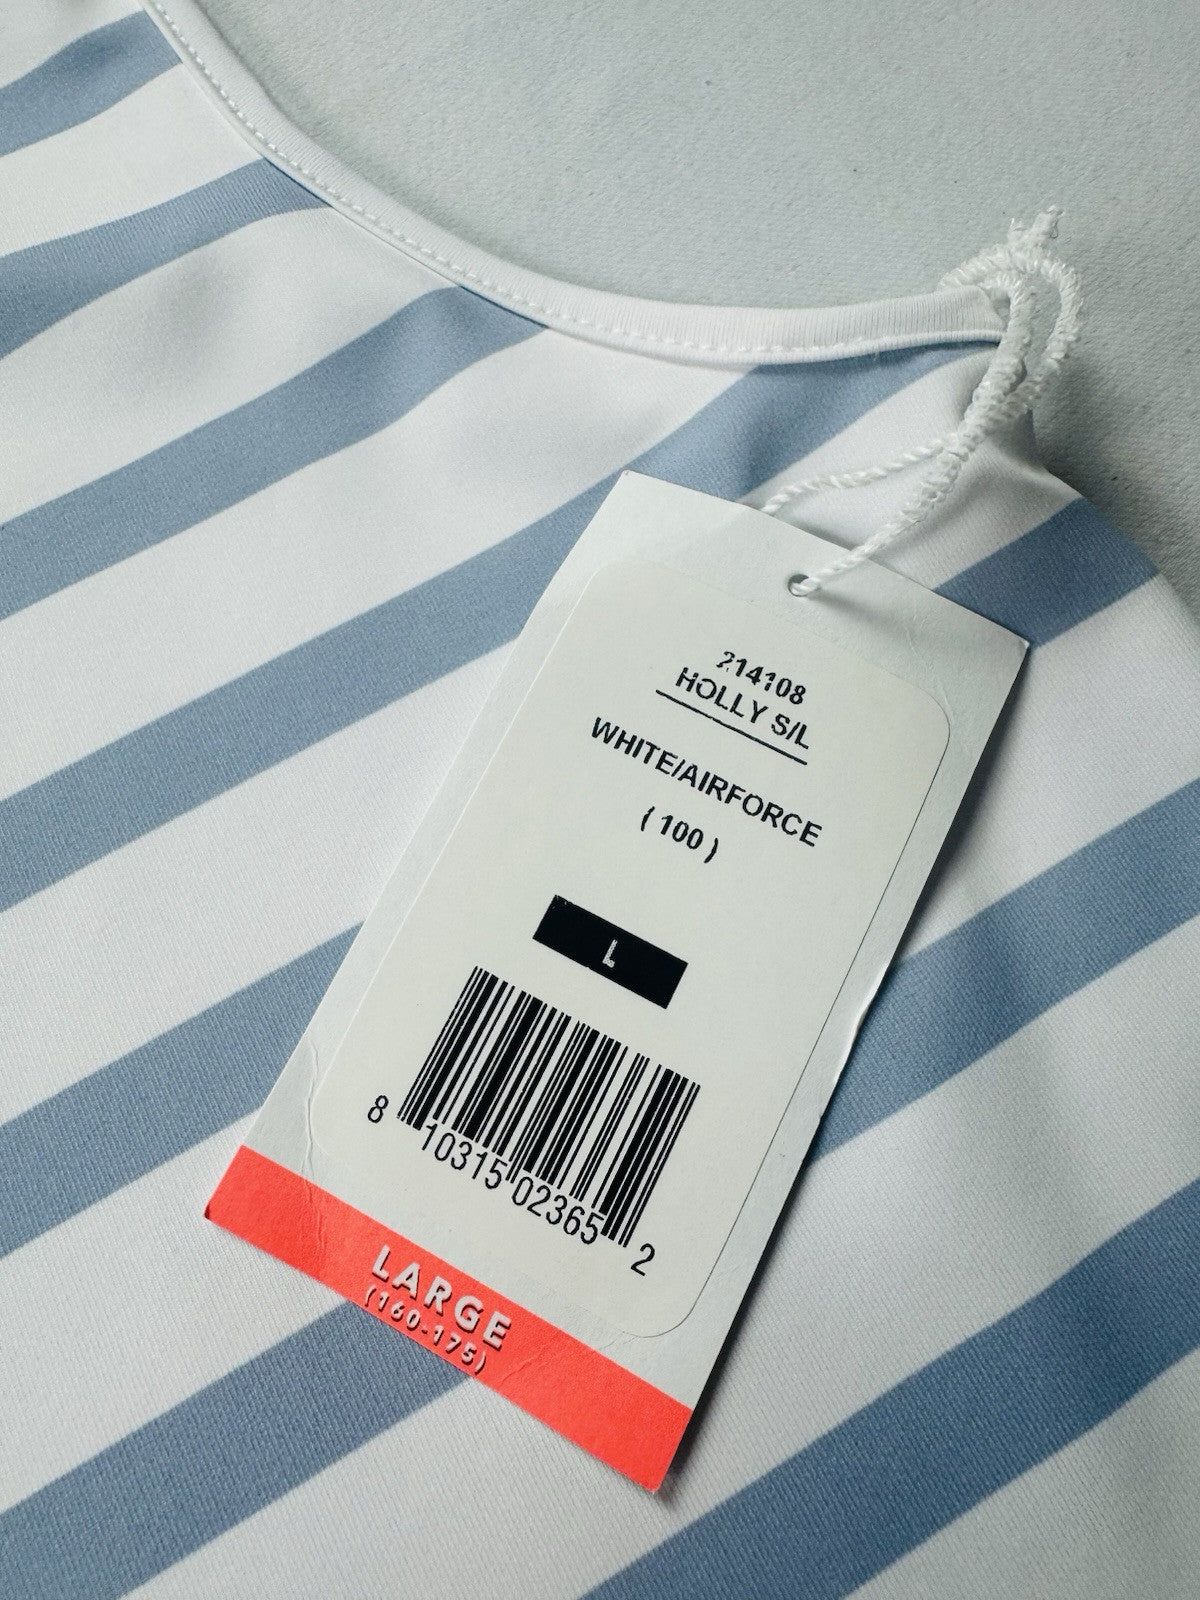 214108
HOLLY S/L
WHITE/AIRFORCE
( 100 )
L
8 10315 02365 2
LARGE
(160-175)